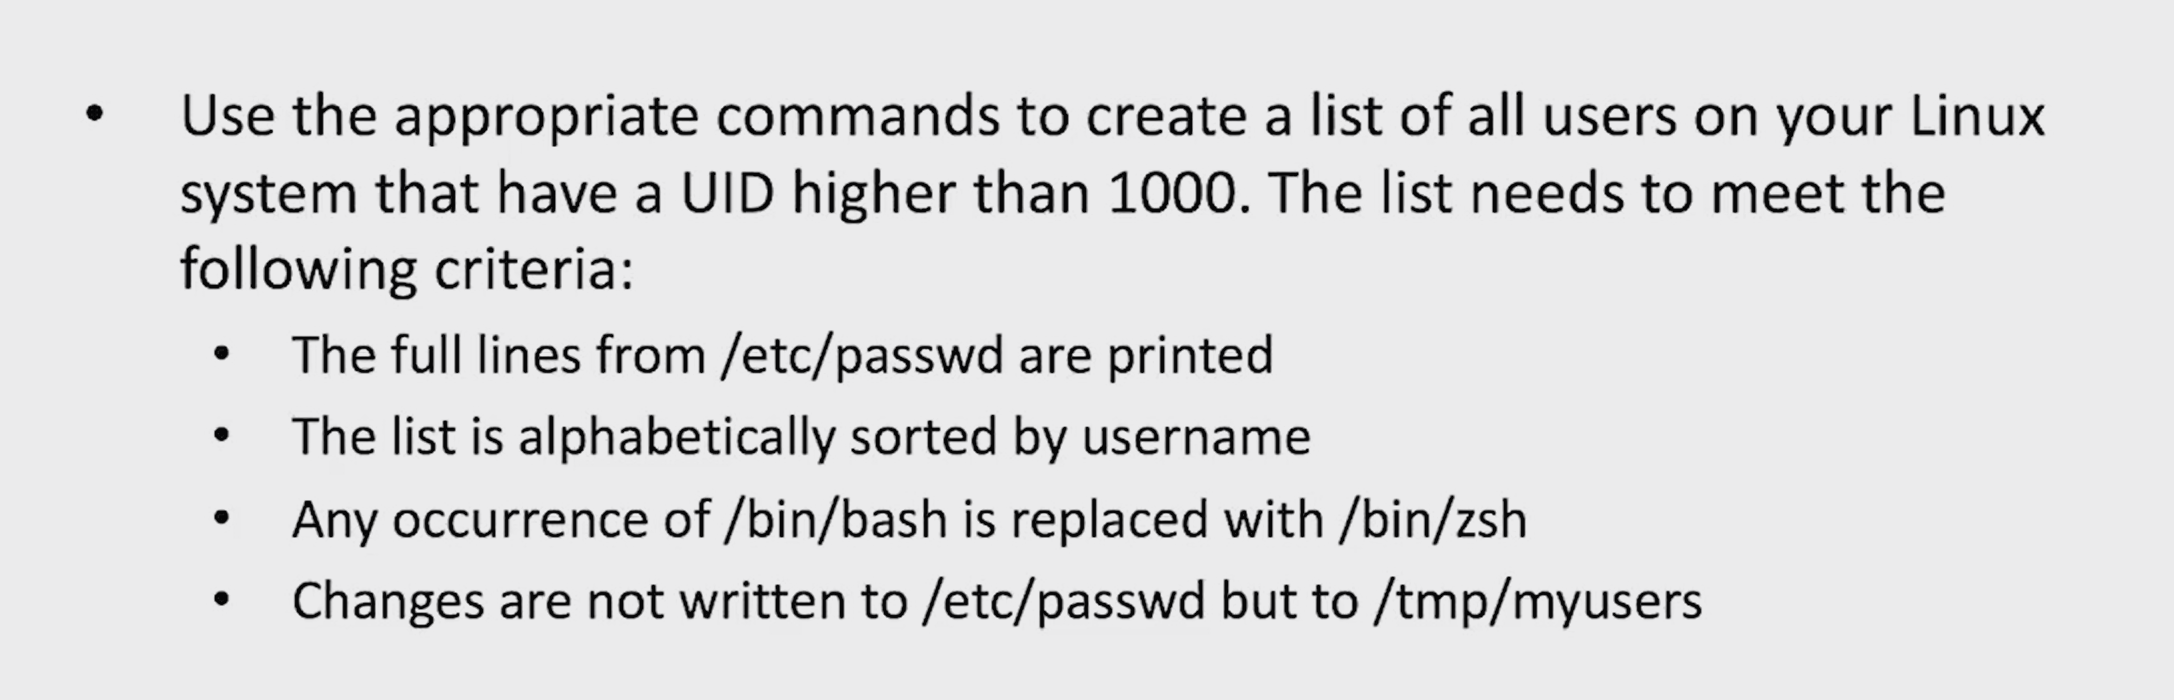 • Use the appropriate commands to create a list of all users on your Linux
system that have a UID higher than 1000. The list needs to meet the
following criteria:
• The full lines from /etc/passwd are printed
• The list is alphabetically sorted by username
• Any occurrence of /bin/bash is replaced with /bin/zsh
• Changes are not written to /etc/passwd but to /tmp/myusers